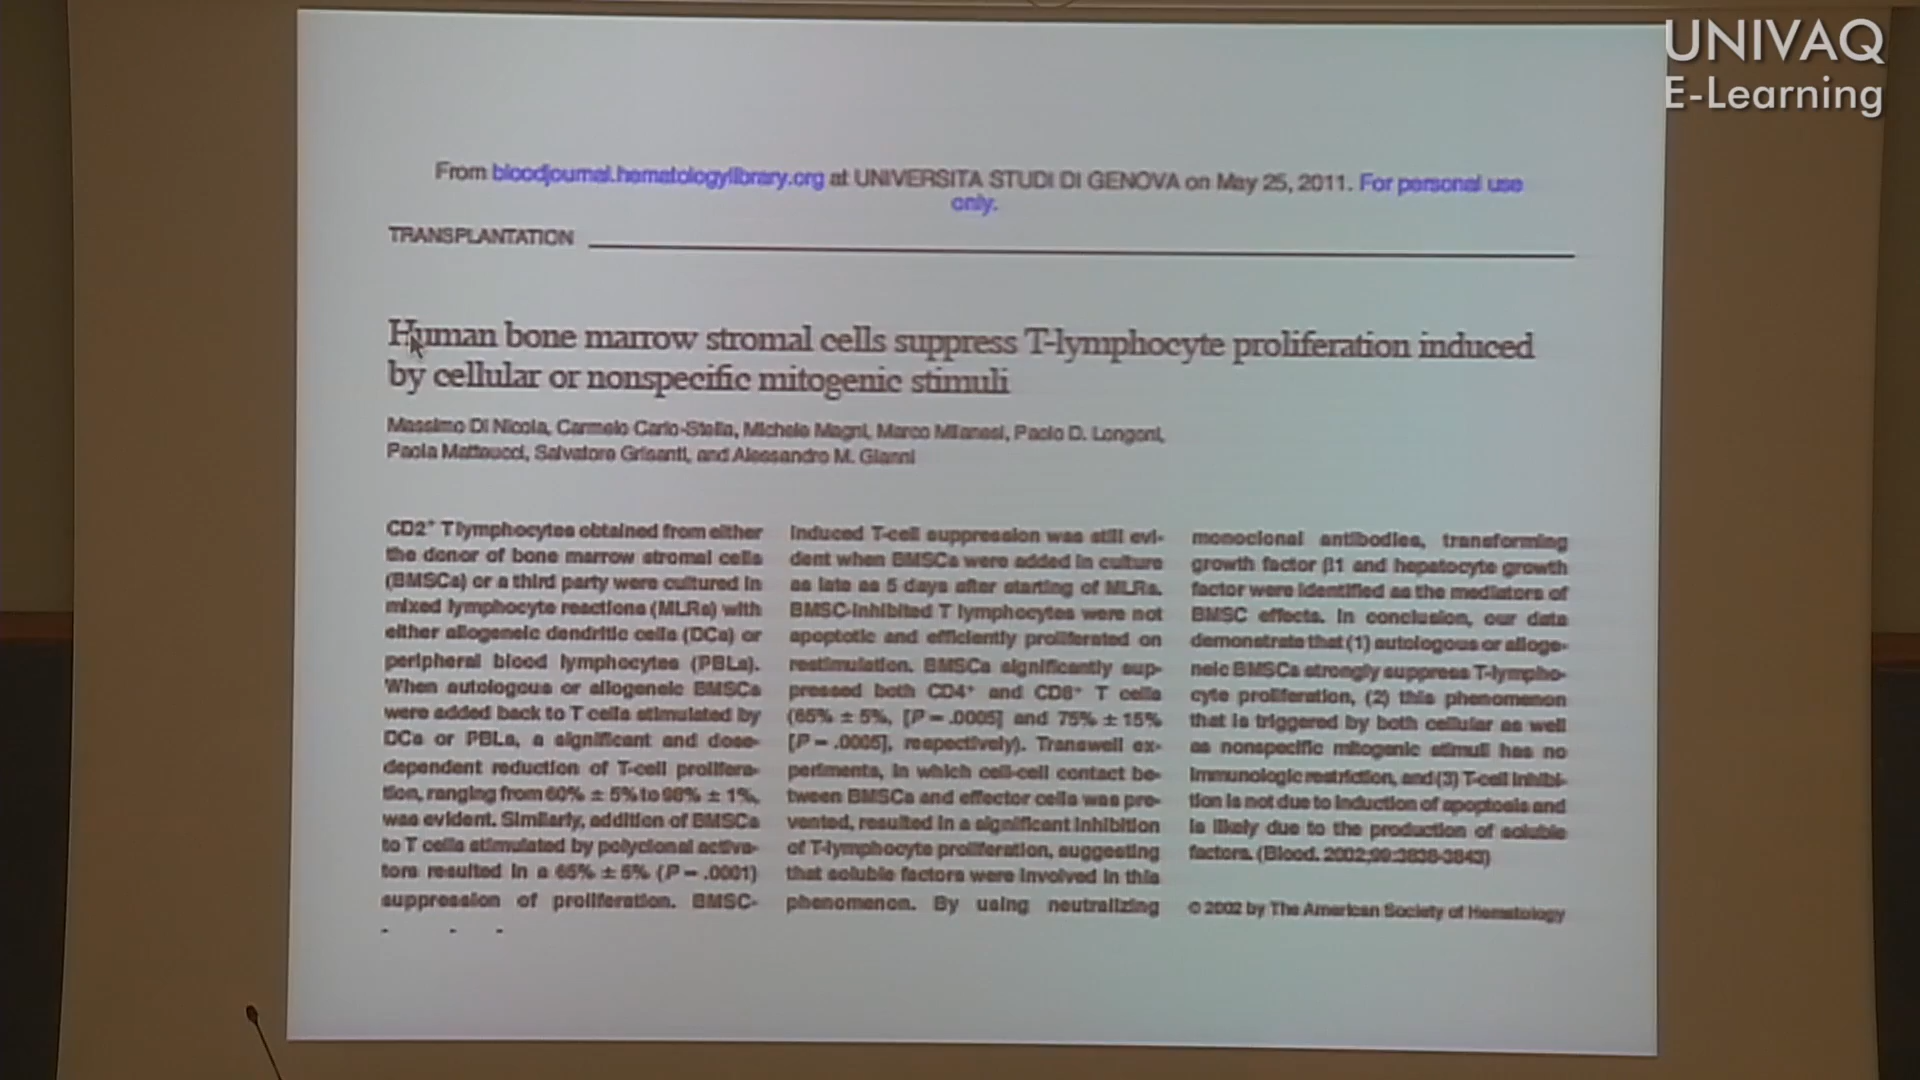 UNIVAQ
E-Learning
From bloodjournal.hematologylibrary.org at UNIVERSITA STUDI DI GENOVA on May 25, 2011. For personal use
only.
TRANSPLANTATION
Human bone marrow stromal cells suppress T-lymphocyte proliferation induced
by cellular or nonspecific mitogenic stimuli
Massimo Di Nicola, Carmelo Carlo-Stella, Michele Magni, Marco Milanesi, Paolo D. Longoni,
Paola Matteucci, Salvatore Grisanti, and Alessandro M. Gianni
CD2⁺ T lymphocytes obtained from either
the donor of bone marrow stromal cells
(BMSCs) or a third party were cultured in
mixed lymphocyte reactions (MLRs) with
either allogeneic dendritic cells (DCs) or
peripheral blood lymphocytes (PBLs).
When autologous or allogeneic BMSCs
were added back to T cells stimulated by
DCs or PBLs, a significant and dose-
dependent reduction of T-cell prolifera-
tion, ranging from 60% ± 5% to 98% ± 1%,
was evident. Similarly, addition of BMSCs
to T cells stimulated by polyclonal activa-
tors resulted in a 65% ± 5% (P = .0001)
suppression of proliferation. BMSC-
induced T-cell suppression was still evi-
dent when BMSCs were added in culture
as late as 5 days after starting of MLRs.
BMSC-inhibited T lymphocytes were not
apoptotic and efficiently proliferated on
restimulation. BMSCs significantly sup-
pressed both CD4⁺ and CD8⁺ T cells
(65% ± 5%, [P = .0005] and 75% ± 15%
[P = .0005], respectively). Transwell ex-
periments, in which cell-cell contact be-
tween BMSCs and effector cells was pre-
vented, resulted in a significant inhibition
of T-lymphocyte proliferation, suggesting
that soluble factors were involved in this
phenomenon. By using neutralizing
monoclonal antibodies, transforming
growth factor β1 and hepatocyte growth
factor were identified as the mediators of
BMSC effects. In conclusion, our data
demonstrate that (1) autologous or alloge-
neic BMSCs strongly suppress T-lympho-
cyte proliferation, (2) this phenomenon
that is triggered by both cellular as well
as nonspecific mitogenic stimuli has no
immunologic restriction, and (3) T-cell inhibi-
tion is not due to induction of apoptosis and
is likely due to the production of soluble
factors. (Blood. 2002;99:3838-3843)
© 2002 by The American Society of Hematology